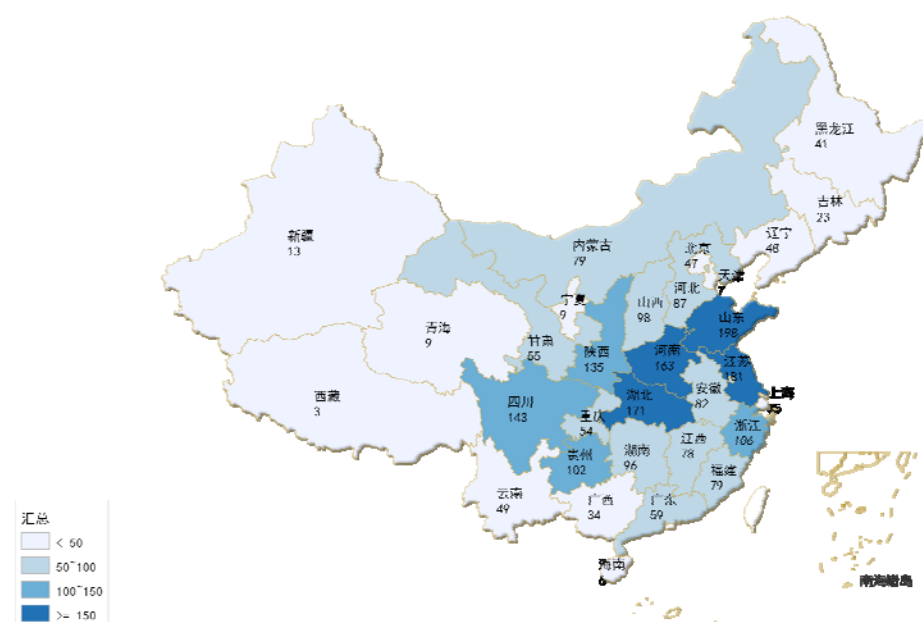 黑龙江
41
吉林
23
辽宁
48
新疆
13
内蒙古
79
北京
47
天津
7
宁夏
9
山西
98
河北
87
山东
198
青海
9
甘肃
55
陕西
135
河南
163
江苏
181
西藏
3
四川
143
湖北
171
安徽
82
上海
重庆
54
浙江
106
贵州
102
湖南
96
江西
78
福建
79
云南
49
广西
34
广东
59
海南
6
南海诸岛
汇总
< 50
50~100
100~150
>= 150